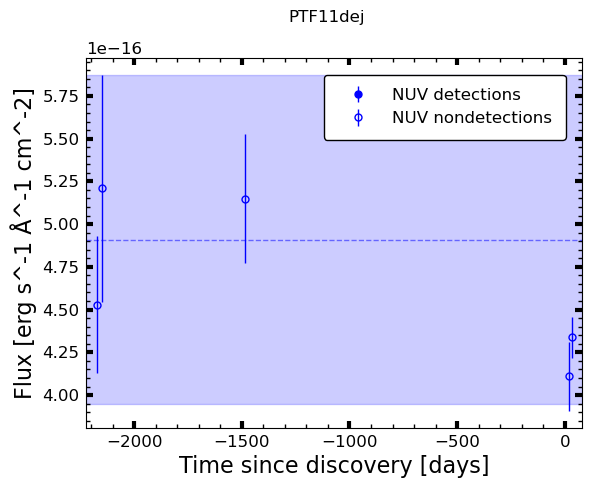 PTF11dej
1e−16
NUV detections
NUV nondetections
5.75
5.50
5.25
5.00
4.75
4.50
4.25
4.00
Flux [erg s^-1 Å^-1 cm^-2]
−2000
−1500
−1000
−500
0
Time since discovery [days]